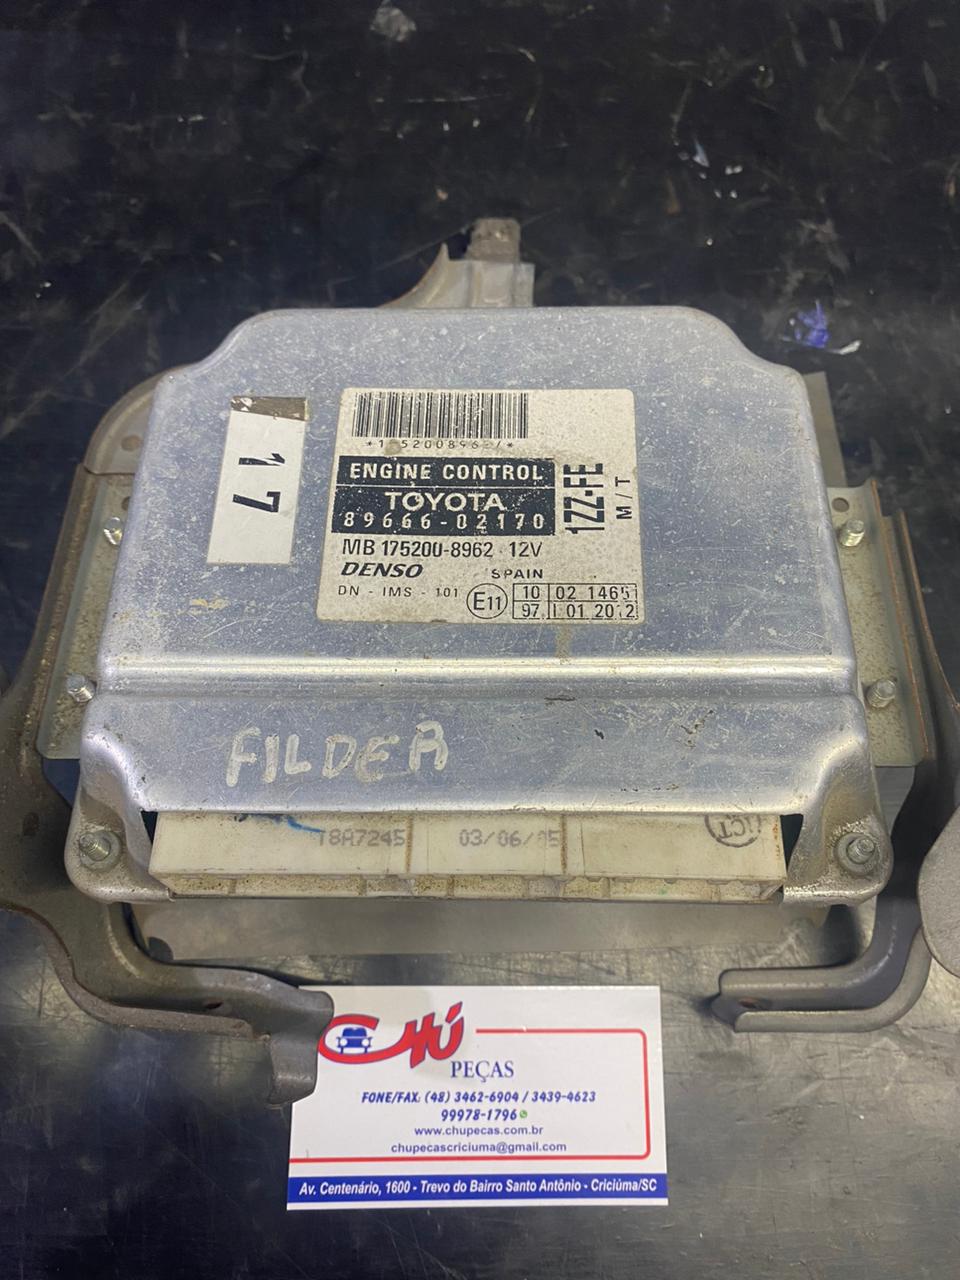 17
ENGINE CONTROL
TOYOTA
89666-02170
1ZZ-FE
M/T
MB 175200-8962 12V
DENSO SPAIN
DN - IMS - 101
E11
10 02 1465
97. 01 2012
FILDER
T8A7245 03/06/05
CHÚ
PEÇAS
FONE/FAX: (48) 3462-6904 / 3439-4623
99978-1796
www.chupecas.com.br
chupecascriciuma@gmail.com
Av. Centenário, 1600 - Trevo do Bairro Santo Antônio - Criciúma/SC